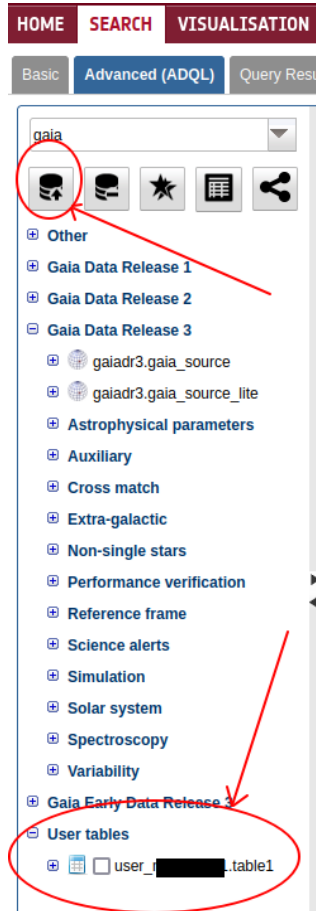 HOME SEARCH VISUALISATION
Basic Advanced (ADQL) Query Resu
gaia
Other
Gaia Data Release 1
Gaia Data Release 2
Gaia Data Release 3
gaiadr3.gaia_source
gaiadr3.gaia_source_lite
Astrophysical parameters
Auxiliary
Cross match
Extra-galactic
Non-single stars
Performance verification
Reference frame
Science alerts
Simulation
Solar system
Spectroscopy
Variability
Gaia Early Data Release 3
User tables
user_ .table1